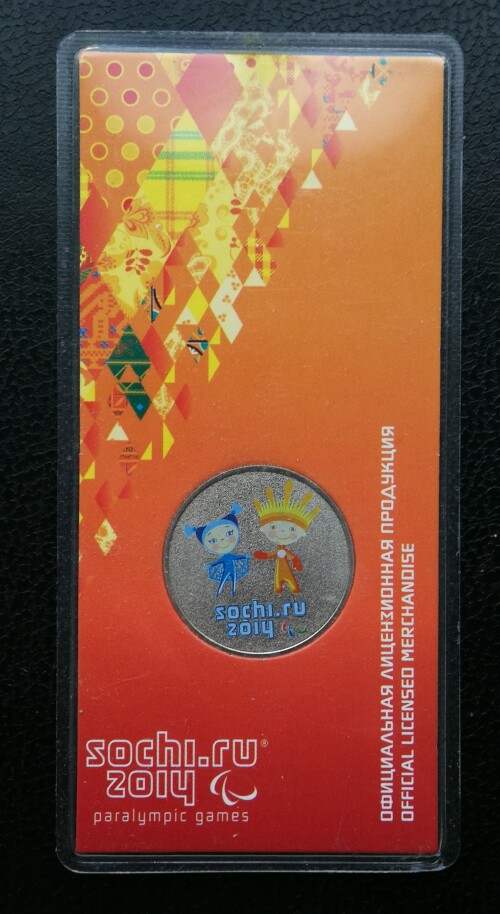 sochi.ru
2014
sochi.ru®
2014
paralympic games
ОФИЦИАЛЬНАЯ ЛИЦЕНЗИОННАЯ ПРОДУКЦИЯ
OFFICIAL LICENSED MERCHANDISE